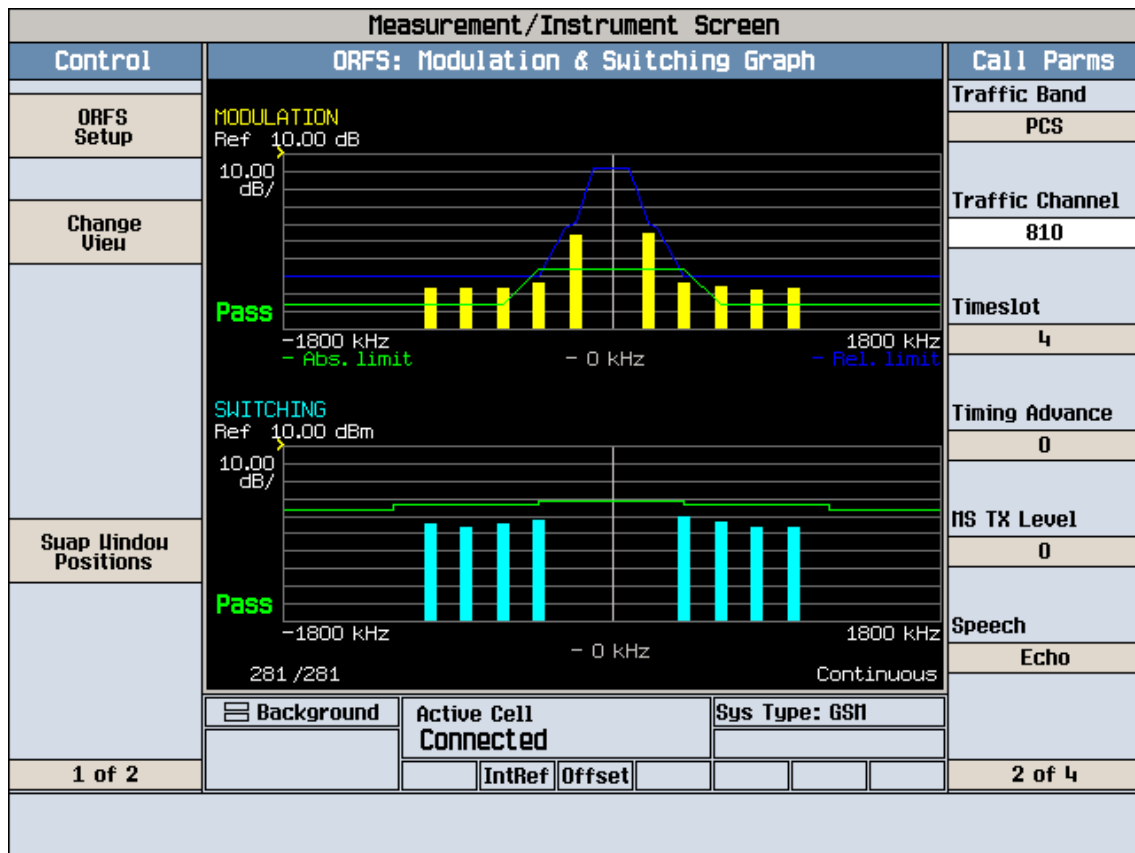 Measurement/Instrument Screen
Control
ORFS: Modulation & Switching Graph
Call Parms
ORFS
Setup
Change
View
Swap Window
Positions
1 of 2
MODULATION
Ref 10.00 dB
10.00
dB/
Pass
-1800 kHz
1800 kHz
- Abs. limit
- 0 kHz
- Rel. limit
SWITCHING
Ref 10.00 dBm
10.00
dB/
Pass
-1800 kHz
1800 kHz
- 0 kHz
281/281
Continuous
Background
Active Cell
Connected
Sys Type: GSM
IntRef
Offset
Traffic Band
PCS
Traffic Channel
810
Timeslot
4
Timing Advance
0
MS TX Level
0
Speech
Echo
2 of 4